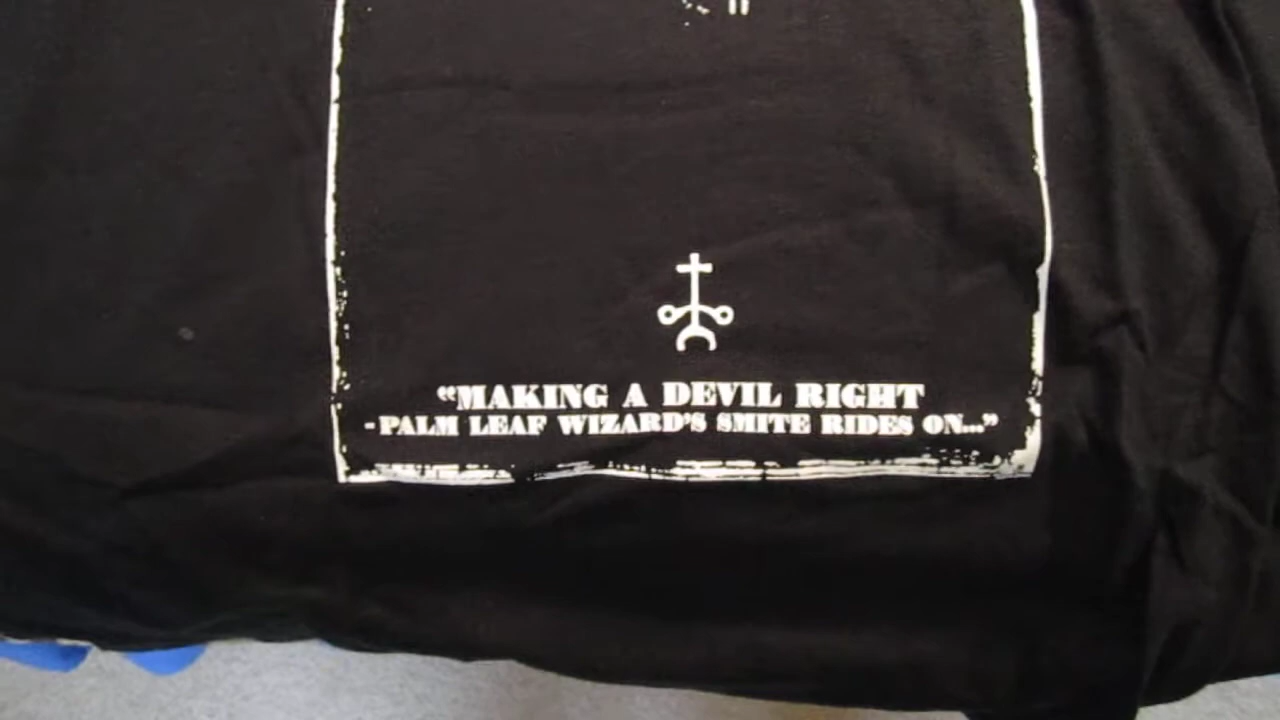 “MAKING A DEVIL RIGHT
-PALM LEAF WIZARD’S SMITE RIDES ON...”